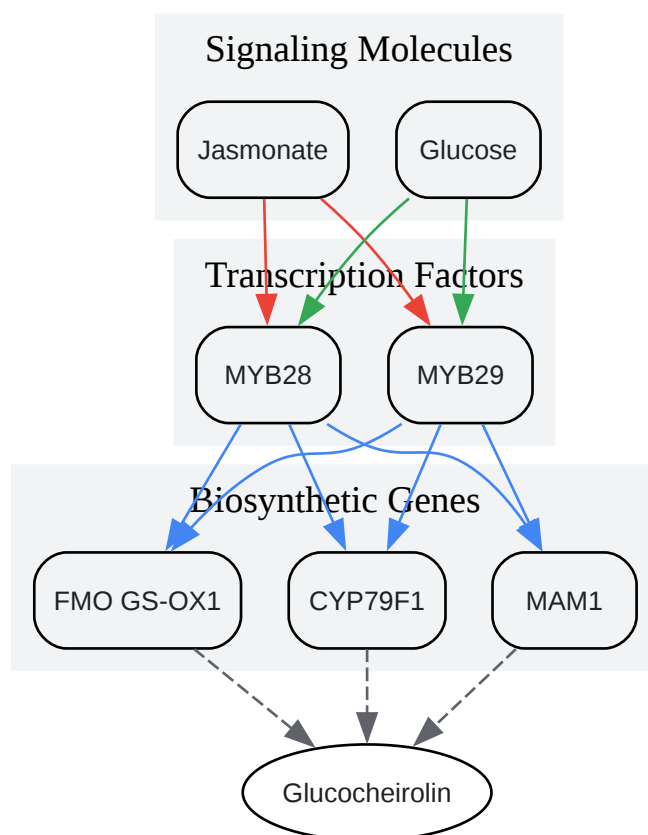 Signaling Molecules
Jasmonate
Glucose
Transcription Factors
MYB28
MYB29
Biosynthetic Genes
FMO GS-OX1
CYP79F1
MAM1
Glucocheirolin